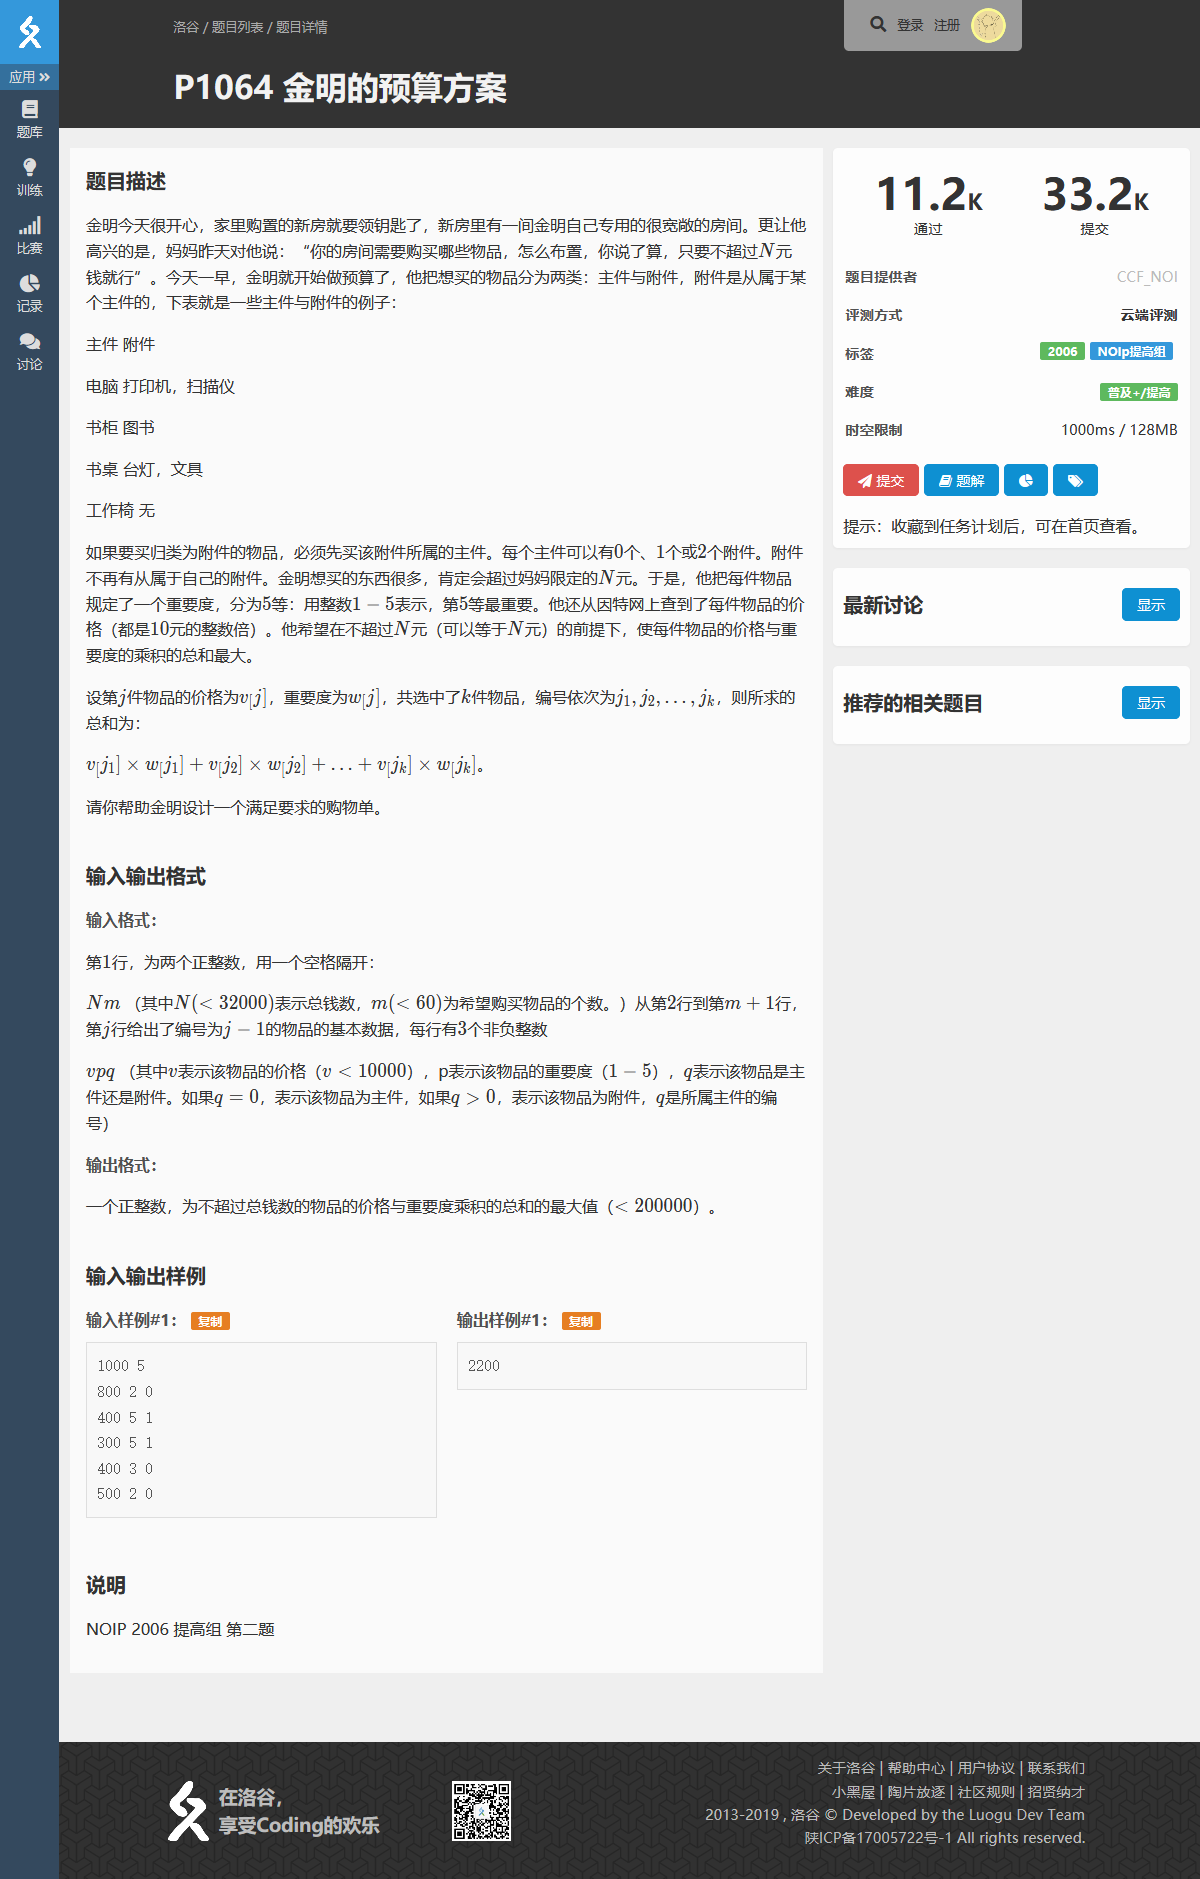 洛谷 / 题目列表 / 题目详情
登录 注册
P1064 金明的预算方案
应用
题库
训练
比赛
记录
讨论
题目描述
金明今天很开心，家里购置的新房就要领钥匙了，新房里有一间金明自己专用的很宽敞的房间。更让他
高兴的是，妈妈昨天对他说：“你的房间需要购买哪些物品，怎么布置，你说了算，只要不超过N元
钱就行”。今天一早，金明就开始做预算了，他把想买的物品分为两类：主件与附件，附件是从属于某
个主件的，下表就是一些主件与附件的例子：
主件 附件
电脑 打印机，扫描仪
书柜 图书
书桌 台灯，文具
工作椅 无
如果要买归类为附件的物品，必须先买该附件所属的主件。每个主件可以有0个、1个或2个附件。附件
不再有从属于自己的附件。金明想买的东西很多，肯定会超过妈妈限定的N元。于是，他把每件物品
规定了一个重要度，分为5等：用整数1 − 5表示，第5等最重要。他还从因特网上查到了每件物品的价
格（都是10元的整数倍）。他希望在不超过N元（可以等于N元）的前提下，使每件物品的价格与重
要度的乘积的总和最大。
设第j件物品的价格为v[j]，重要度为w[j]，共选中了k件物品，编号依次为j1, j2, . . . , jk，则所求的
总和为：
v[j1] × w[j1] + v[j2] × w[j2] + . . . + v[jk] × w[jk]。
请你帮助金明设计一个满足要求的购物单。
输入输出格式
输入格式：
第1行，为两个正整数，用一个空格隔开：
Nm （其中N(< 32000)表示总钱数，m(< 60)为希望购买物品的个数。）从第2行到第m + 1行，
第j行给出了编号为j − 1的物品的基本数据，每行有3个非负整数
vpq （其中v表示该物品的价格（v < 10000），p表示该物品的重要度（1 − 5），q表示该物品是主
件还是附件。如果q = 0，表示该物品为主件，如果q > 0，表示该物品为附件，q是所属主件的编
号）
输出格式：
一个正整数，为不超过总钱数的物品的价格与重要度乘积的总和的最大值（< 200000）。
输入输出样例
输入样例#1： 复制
1000 5
800 2 0
400 5 1
300 5 1
400 3 0
500 2 0
输出样例#1： 复制
2200
说明
NOIP 2006 提高组 第二题
11.2K 33.2K
通过 提交
题目提供者 CCF_NOI
评测方式 云端评测
标签 2006 NOIp提高组
难度 普及+/提高
时空限制 1000ms / 128MB
提交 题解
提示：收藏到任务计划后，可在首页查看。
最新讨论 显示
推荐的相关题目 显示
在洛谷，
享受Coding的欢乐
关于洛谷 | 帮助中心 | 用户协议 | 联系我们
小黑屋 | 陶片放逐 | 社区规则 | 招贤纳才
2013-2019 , 洛谷 © Developed by the Luogu Dev Team
陕ICP备17005722号-1 All rights reserved.